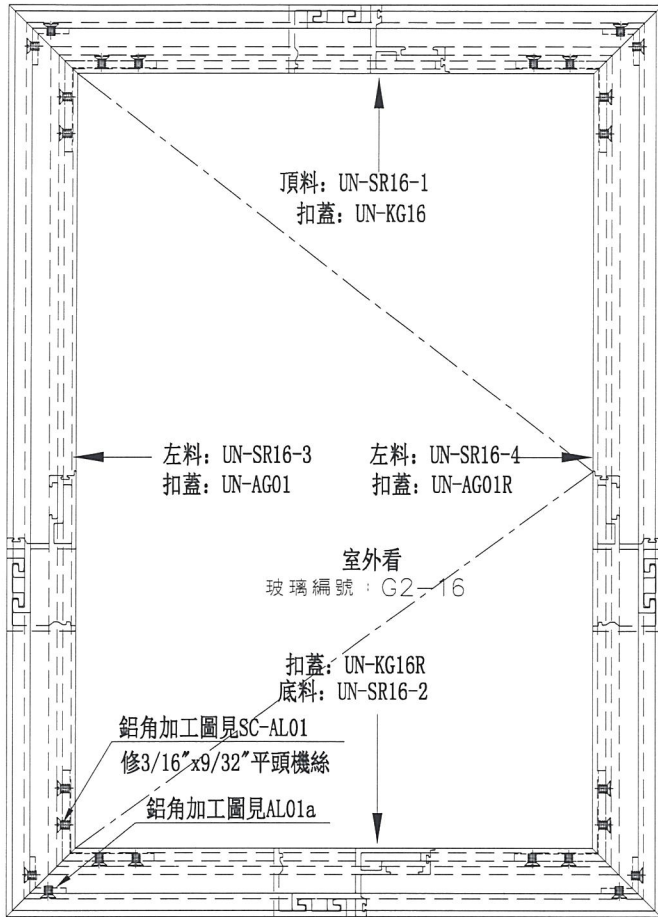 頂料: UN-SR16-1
扣蓋: UN-KG16
左料: UN-SR16-3
扣蓋: UN-AG01
左料: UN-SR16-4
扣蓋: UN-AG01R
室外看
玻璃編號:G2-16
扣蓋: UN-KG16R
底料: UN-SR16-2
鋁角加工圖見SC-AL01
修3/16"x9/32"平頭機絲
鋁角加工圖見AL01a